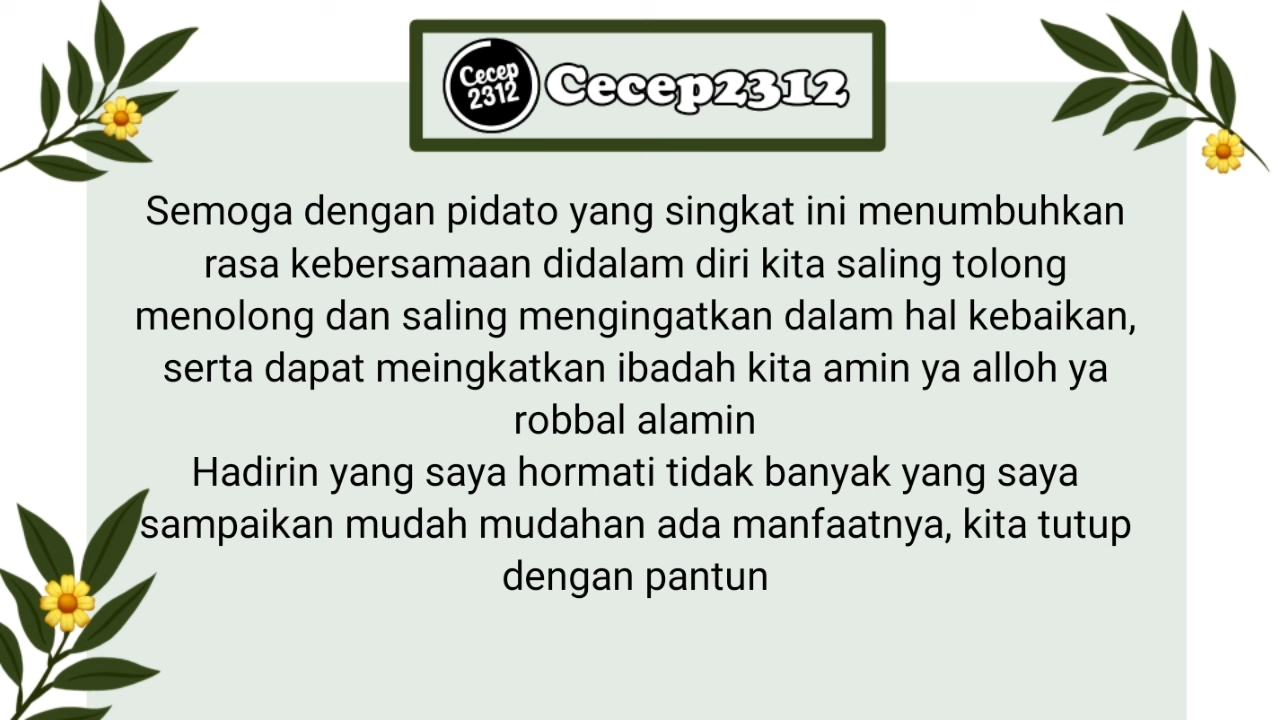 Cecep
2312
Cecep2312
Semoga dengan pidato yang singkat ini menumbuhkan
rasa kebersamaan didalam diri kita saling tolong
menolong dan saling mengingatkan dalam hal kebaikan,
serta dapat meingkatkan ibadah kita amin ya alloh ya
robbal alamin
Hadirin yang saya hormati tidak banyak yang saya
sampaikan mudah mudahan ada manfaatnya, kita tutup
dengan pantun